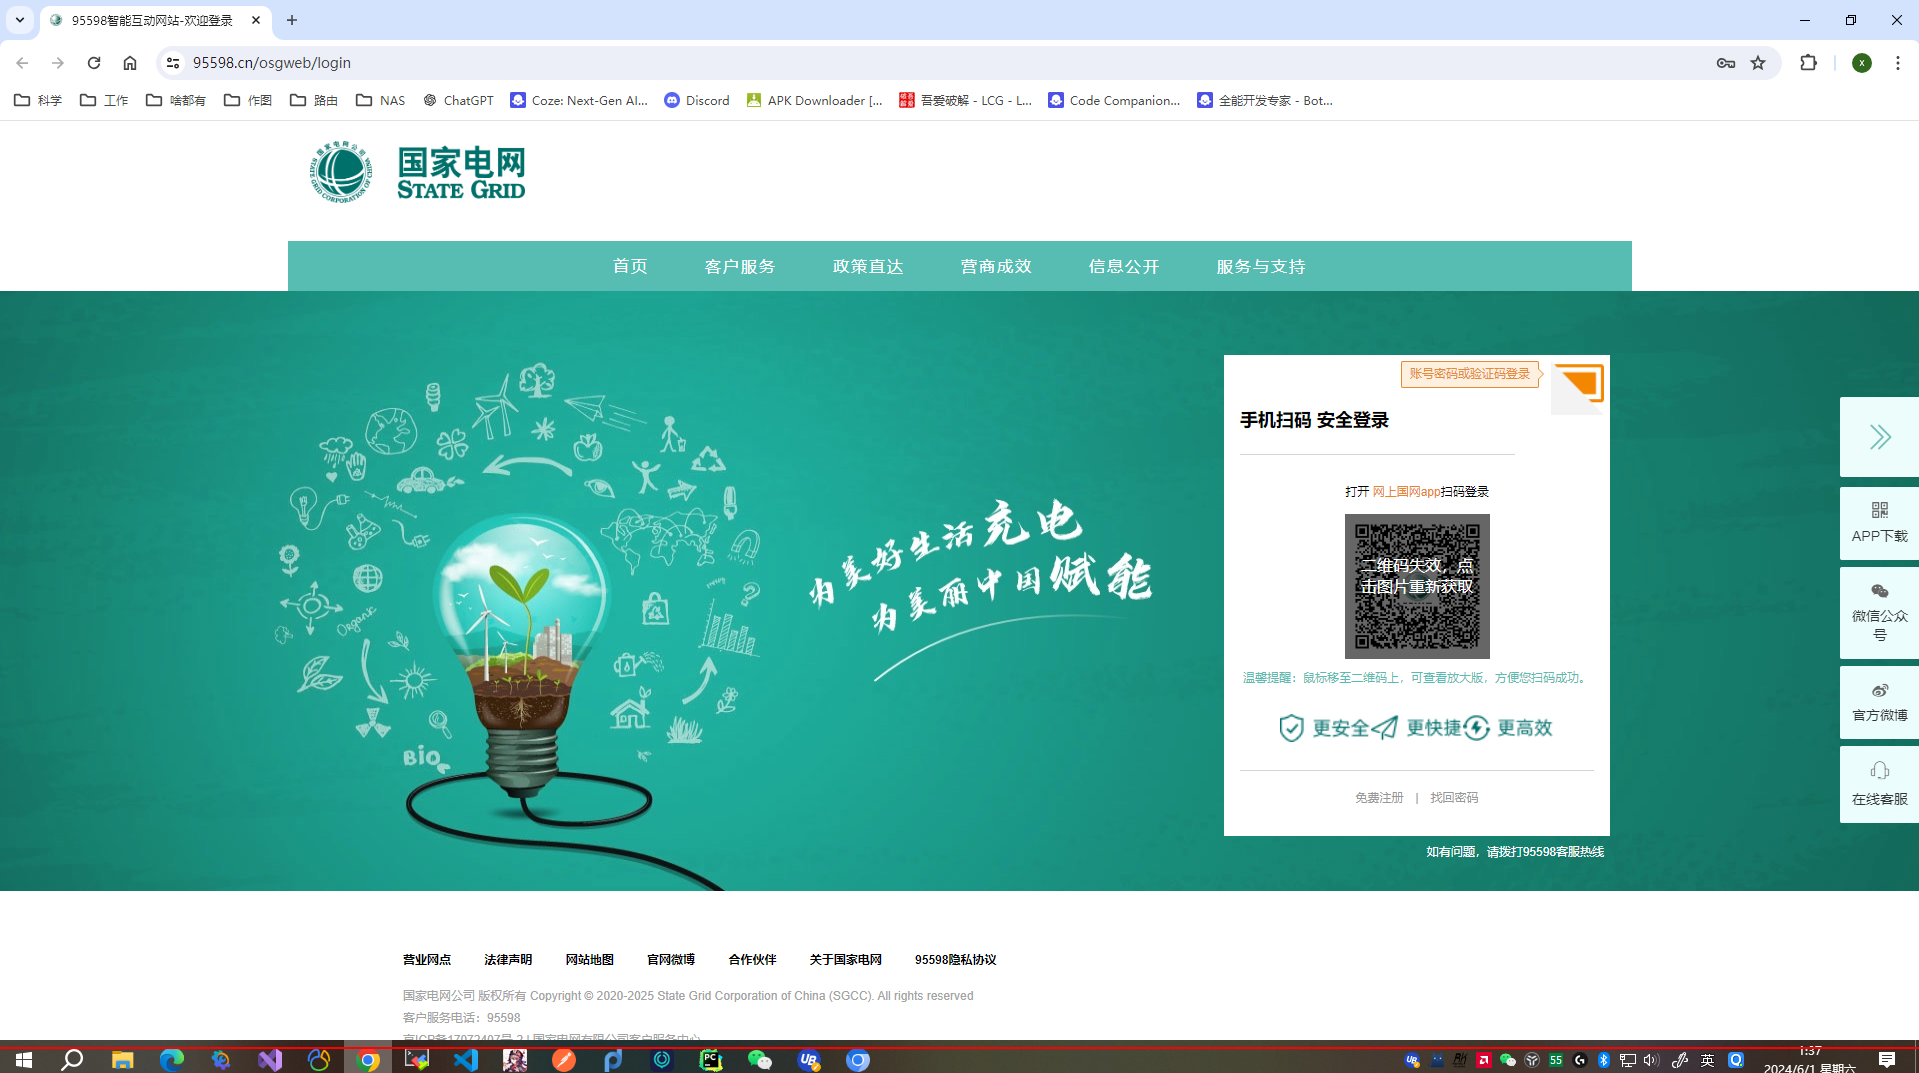 95598智能互动网站-欢迎登录
95598.cn/osgweb/login
X
科学
工作
啥都有
作图
路由
NAS
ChatGPT
Coze: Next-Gen AI...
Discord
APK Downloader [...
吾爱破解 - LCG - L...
Code Companion...
全能开发专家 - Bot...
国家电网
STATE GRID
首页
客户服务
政策直达
营商成效
信息公开
服务与支持
为美好生活充电
为美丽中国赋能
Organic
BiO
账号密码或验证码登录
手机扫码 安全登录
打开 网上国网app扫码登录
二维码失效，点
击图片重新获取
温馨提醒：鼠标移至二维码上，可查看放大版，方便您扫码成功。
更安全
更快捷
更高效
免费注册 | 找回密码
如有问题，请拨打95598客服热线
APP下载
微信公众
号
官方微博
在线客服
营业网点
法律声明
网站地图
官网微博
合作伙伴
关于国家电网
95598隐私协议
国家电网公司 版权所有 Copyright © 2020-2025 State Grid Corporation of China (SGCC). All rights reserved
客户服务电话：95598
UB
PC
55
英
1:37
2024/6/1 星期六